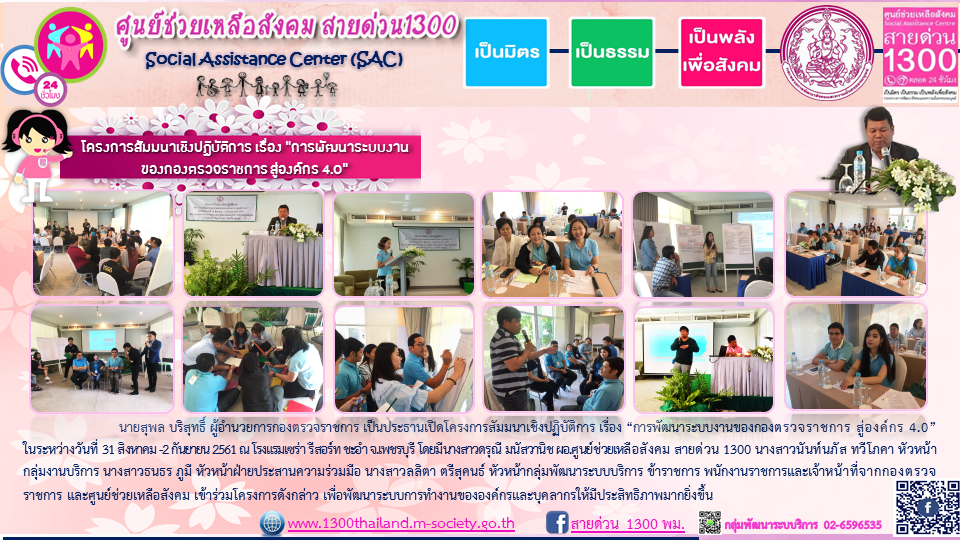 ศูนย์ช่วยเหลือสังคม สายด่วน1300
Social Assistance Center (SAC)
24
ชั่วโมง
เป็นมิตร
เป็นธรรม
เป็นพลัง
เพื่อสังคม
ศูนย์ช่วยเหลือสังคม
Social Assistance Centre
สายด่วน
1300
ตลอด 24 ชั่วโมง
เป็นมิตร เป็นธรรม เป็นพลังเพื่อสังคม
โครงการสัมมนาเชิงปฏิบัติการ เรื่อง "การพัฒนาระบบงาน
ของกองตรวจราชการ สู่องค์กร 4.0"
นายสุพล บริสุทธิ์ ผู้อำนวยการกองตรวจราชการ เป็นประธานเปิดโครงการสัมมนาเชิงปฏิบัติการ เรื่อง “การพัฒนาระบบงานของกองตรวจราชการ สู่องค์กร 4.0”
ในระหว่างวันที่ 31 สิงหาคม -2 กันยายน 2561 ณ โรงแรมเซร่า รีสอร์ท ชะอำ จ.เพชรบุรี โดยมีนางสาวดรุณี มนัสวานิช ผอ.ศูนย์ช่วยเหลือสังคม สายด่วน 1300 นางสาวนันท์นภัส ทวีโภคา หัวหน้า
กลุ่มงานบริการ นางสาวธนธร ภูมี หัวหน้าฝ่ายประสานความร่วมมือ นางสาวลลิตา ตรีสุคนธ์ หัวหน้ากลุ่มพัฒนาระบบบริการ ข้าราชการ พนักงานราชการและเจ้าหน้าที่จากกองตรวจ
ราชการ และศูนย์ช่วยเหลือสังคม เข้าร่วมโครงการดังกล่าว เพื่อพัฒนาระบบการทำงานขององค์กรและบุคลากรให้มีประสิทธิภาพมากยิ่งขึ้น
www.1300thailand.m-society.go.th
สายด่วน 1300 พม.
กลุ่มพัฒนาระบบบริการ 02-6596535